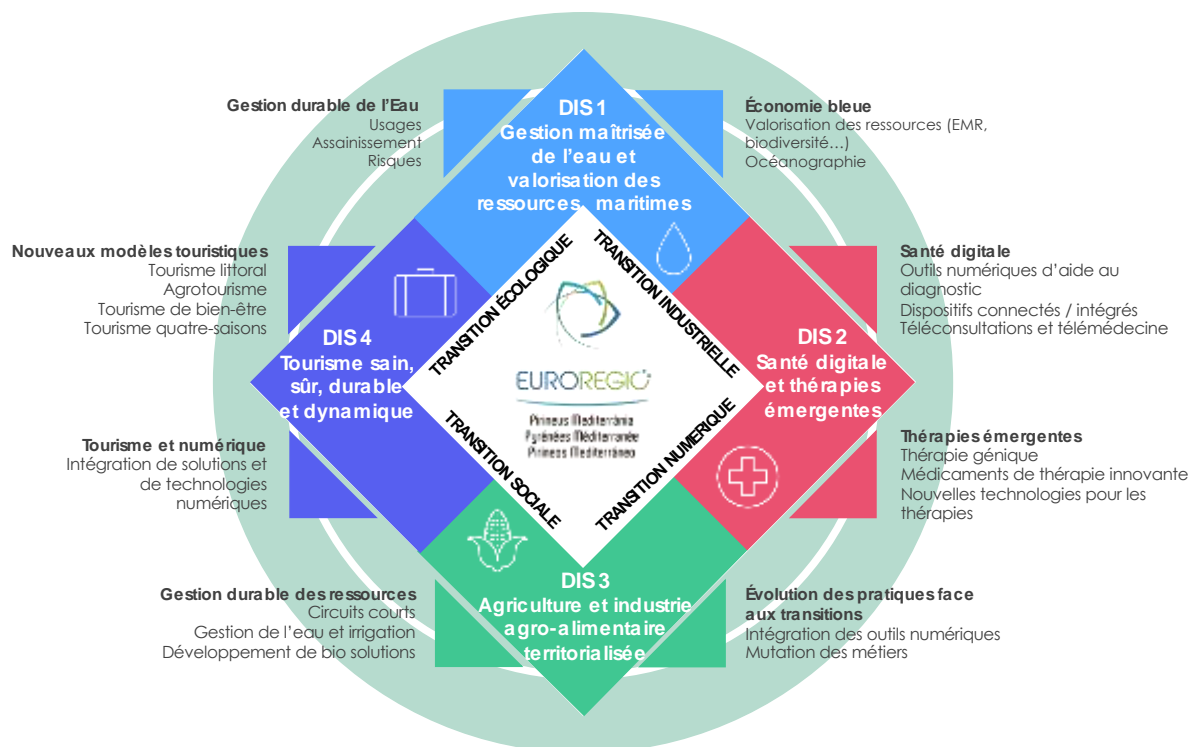 Gestion durable de l'Eau
Usages
Assainissement
Risques
DIS 1
Gestion maîtrisée
de l'eau et
valorisation des
ressources maritimes
Économie bleue
Valorisation des ressources (EMR,
biodiversité…)
Océanographie
Nouveaux modèles touristiques
Tourisme littoral
Agrotourisme
Tourisme de bien-être
Tourisme quatre-saisons
TRANSITION ÉCOLOGIQUE
TRANSITION INDUSTRIELLE
Santé digitale
Outils numériques d'aide au
diagnostic
Dispositifs connectés / intégrés
Téléconsultations et télémédecine
DIS 4
Tourisme sain,
sûr, durable
et dynamique
EUROREGIO
Pirineus Mediterrània
Pyrénées Méditerranée
Pirineos Mediterráneo
DIS 2
Santé digitale
et thérapies
émergentes
Tourisme et numérique
Intégration de solutions et
de technologies
numériques
TRANSITION SOCIALE
TRANSITION NUMERIQUE
Thérapies émergentes
Thérapie génique
Médicaments de thérapie innovante
Nouvelles technologies pour les
thérapies
Gestion durable des ressources
Circuits courts
Gestion de l'eau et irrigation
Développement de bio solutions
DIS 3
Agriculture et industrie
agro-alimentaire
territorialisée
Évolution des pratiques face
aux transitions
Intégration des outils numériques
Mutation des métiers